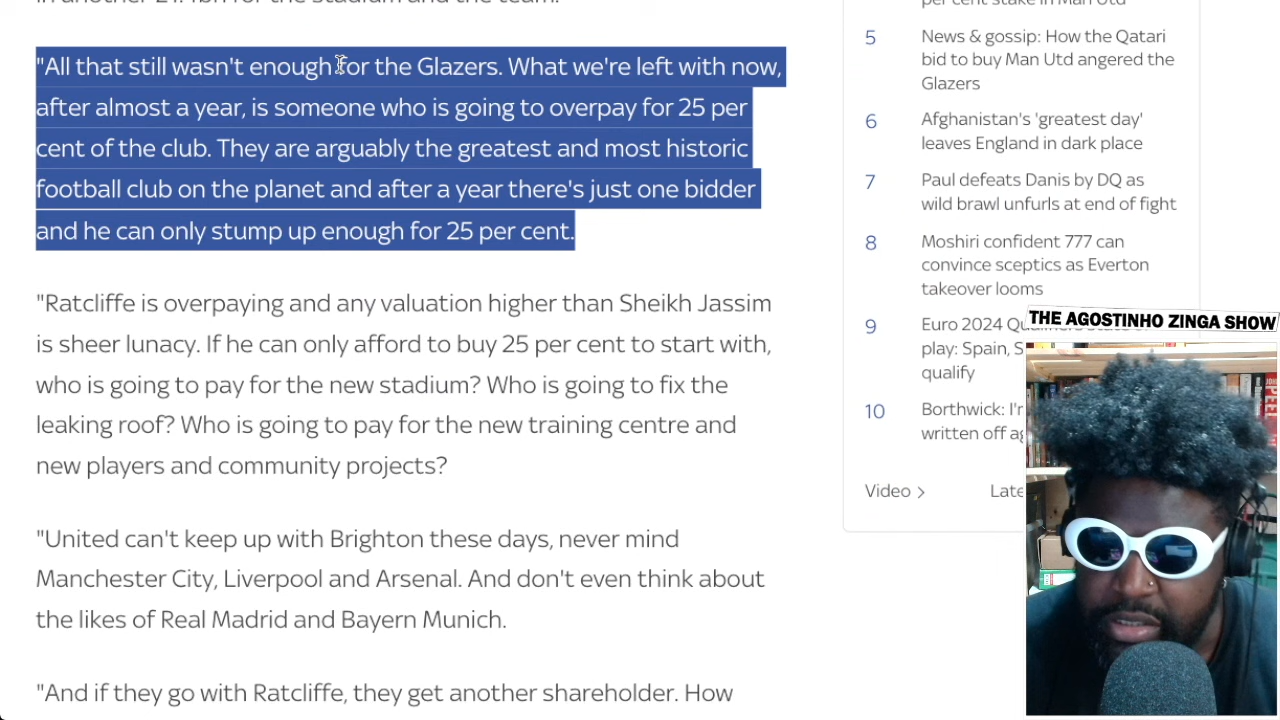 "All that still wasn't enough for the Glazers. What we're left with now,
after almost a year, is someone who is going to overpay for 25 per
cent of the club. They are arguably the greatest and most historic
football club on the planet and after a year there's just one bidder
and he can only stump up enough for 25 per cent.
"Ratcliffe is overpaying and any valuation higher than Sheikh Jassim
is sheer lunacy. If he can only afford to buy 25 per cent to start with,
who is going to pay for the new stadium? Who is going to fix the
leaking roof? Who is going to pay for the new training centre and
new players and community projects?
"United can't keep up with Brighton these days, never mind
Manchester City, Liverpool and Arsenal. And don't even think about
the likes of Real Madrid and Bayern Munich.
"And if they go with Ratcliffe, they get another shareholder. How
5 News & gossip: How the Qatari
bid to buy Man Utd angered the
Glazers
6 Afghanistan's 'greatest day'
leaves England in dark place
7 Paul defeats Danis by DQ as
wild brawl unfurls at end of fight
8 Moshiri confident 777 can
convince sceptics as Everton
takeover looms
9 Euro 2024
play: Spain,
qualify
10 Borthwick:
written off
Video >
THE AGOSTINHO ZINGA SHOW